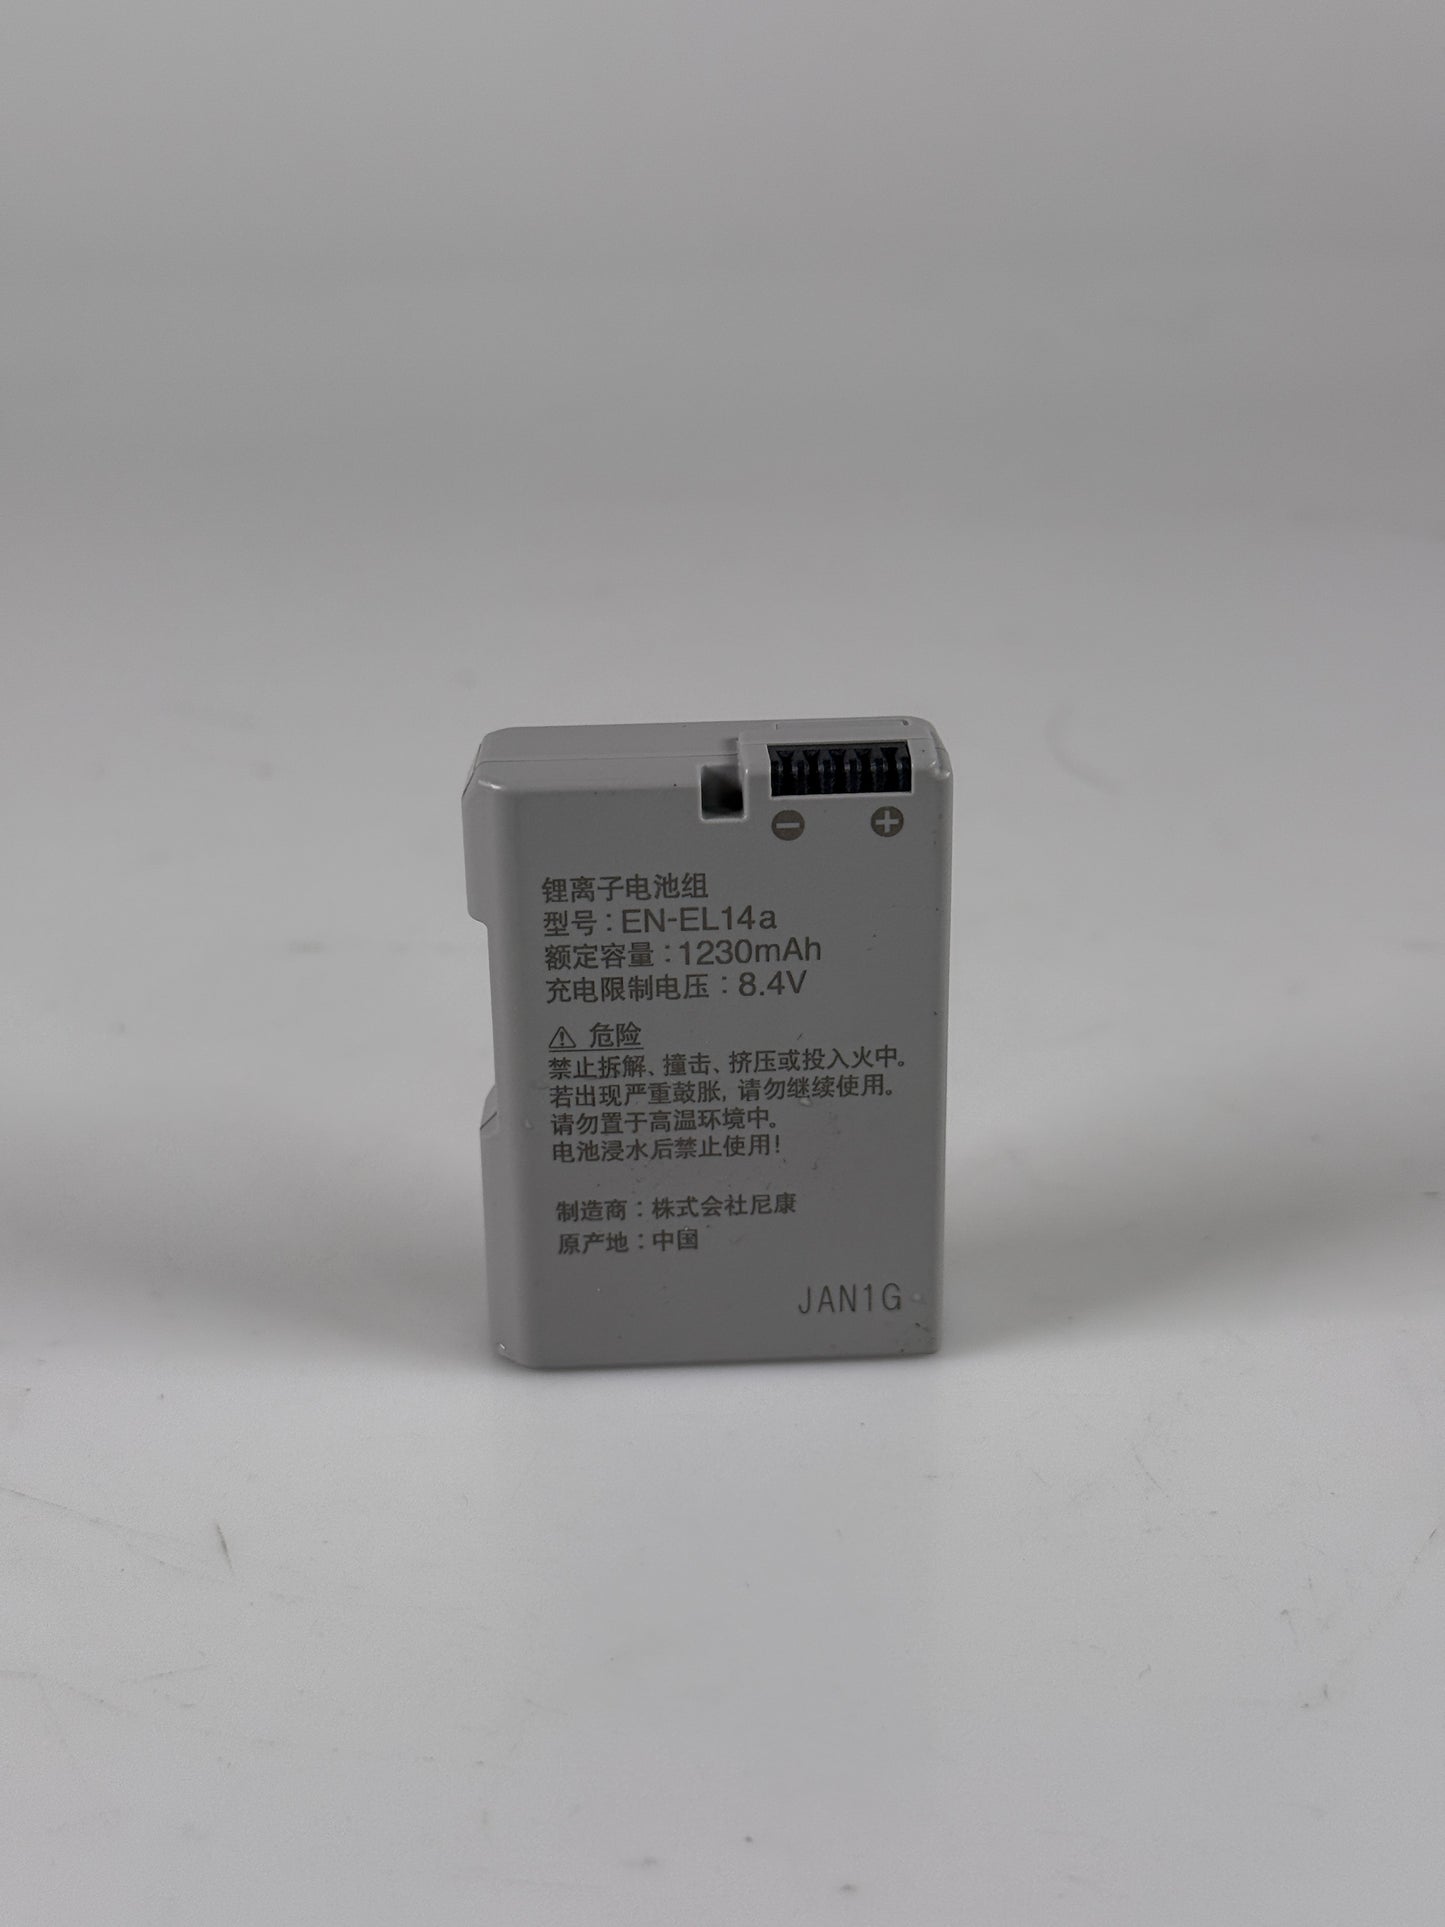 锂离子电池组
型号：EN-EL14a
额定容量：1230mAh
充电限制电压：8.4V
⚠ 危险
禁止拆解、撞击、挤压或投入火中。
若出现严重鼓胀，请勿继续使用。
请勿置于高温环境中。
电池浸水后禁止使用！
制造商：株式会社尼康
原产地：中国
JAN1G